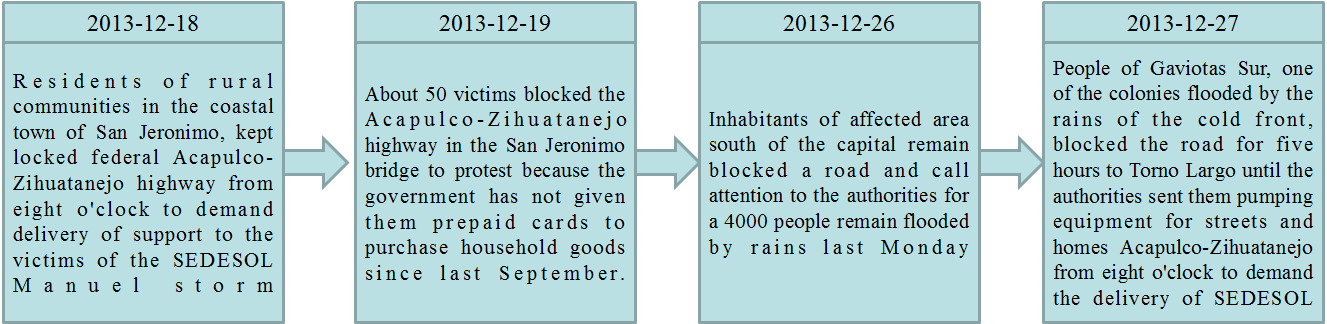 2013-12-18
Residents of rural
communities in the coastal
town of San Jeronimo, kept
locked federal Acapulco-
Zihuatanejo highway from
eight o'clock to demand
delivery of support to the
victims of the SEDESOL
Manuel storm
2013-12-19
About 50 victims blocked the
Acapulco-Zihuatanejo
highway in the San Jeronimo
bridge to protest because the
government has not given
them prepaid cards to
purchase household goods
since last September.
2013-12-26
Inhabitants of affected area
south of the capital remain
blocked a road and call
attention to the authorities for
a 4000 people remain flooded
by rains last Monday
2013-12-27
People of Gaviotas Sur, one
of the colonies flooded by the
rains of the cold front,
blocked the road for five
hours to Torno Largo until the
authorities sent them pumping
equipment for streets and
homes Acapulco-Zihuatanejo
from eight o'clock to demand
the delivery of SEDESOL